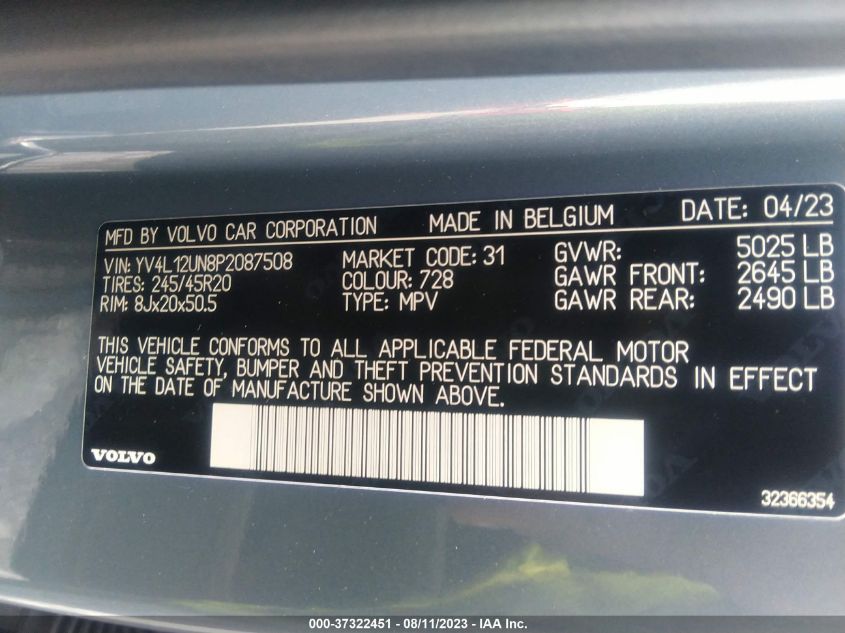 MFD BY VOLVO CAR CORPORATION MADE IN BELGIUM DATE: 04/23
VIN: YV4L12UN8P2087508 MARKET CODE: 31 GVWR: 5025 LB
TIRES: 245/45R20 COLOUR: 728 GAWR FRONT: 2645 LB
RIM: 8Jx20x50.5 TYPE: MPV GAWR REAR: 2490 LB
THIS VEHICLE CONFORMS TO ALL APPLICABLE FEDERAL MOTOR
VEHICLE SAFETY, BUMPER AND THEFT PREVENTION STANDARDS IN EFFECT
ON THE DATE OF MANUFACTURE SHOWN ABOVE.
VOLVO
32366354
000-37322451 - 08/11/2023 - IAA Inc.